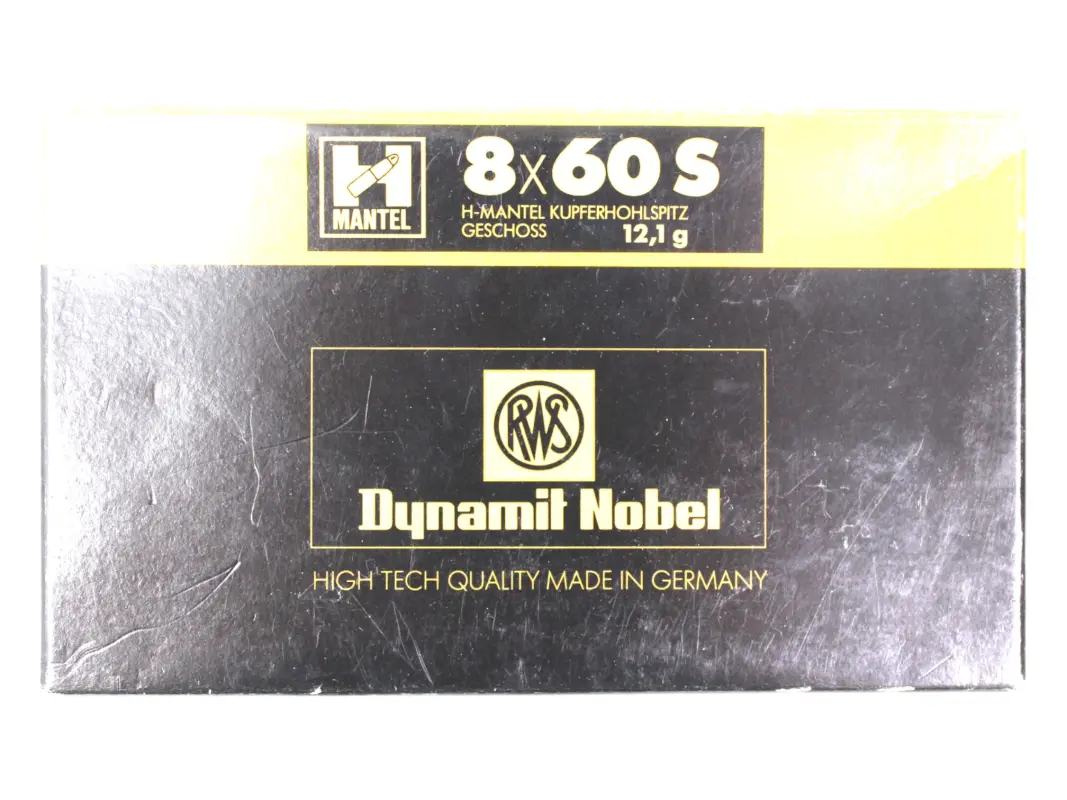 H
MANTEL
8x60 S
H-MANTEL KUPFERHOHLSPITZ
GESCHOSS 12,1 g
RWS
Dynamit Nobel
HIGH TECH QUALITY MADE IN GERMANY